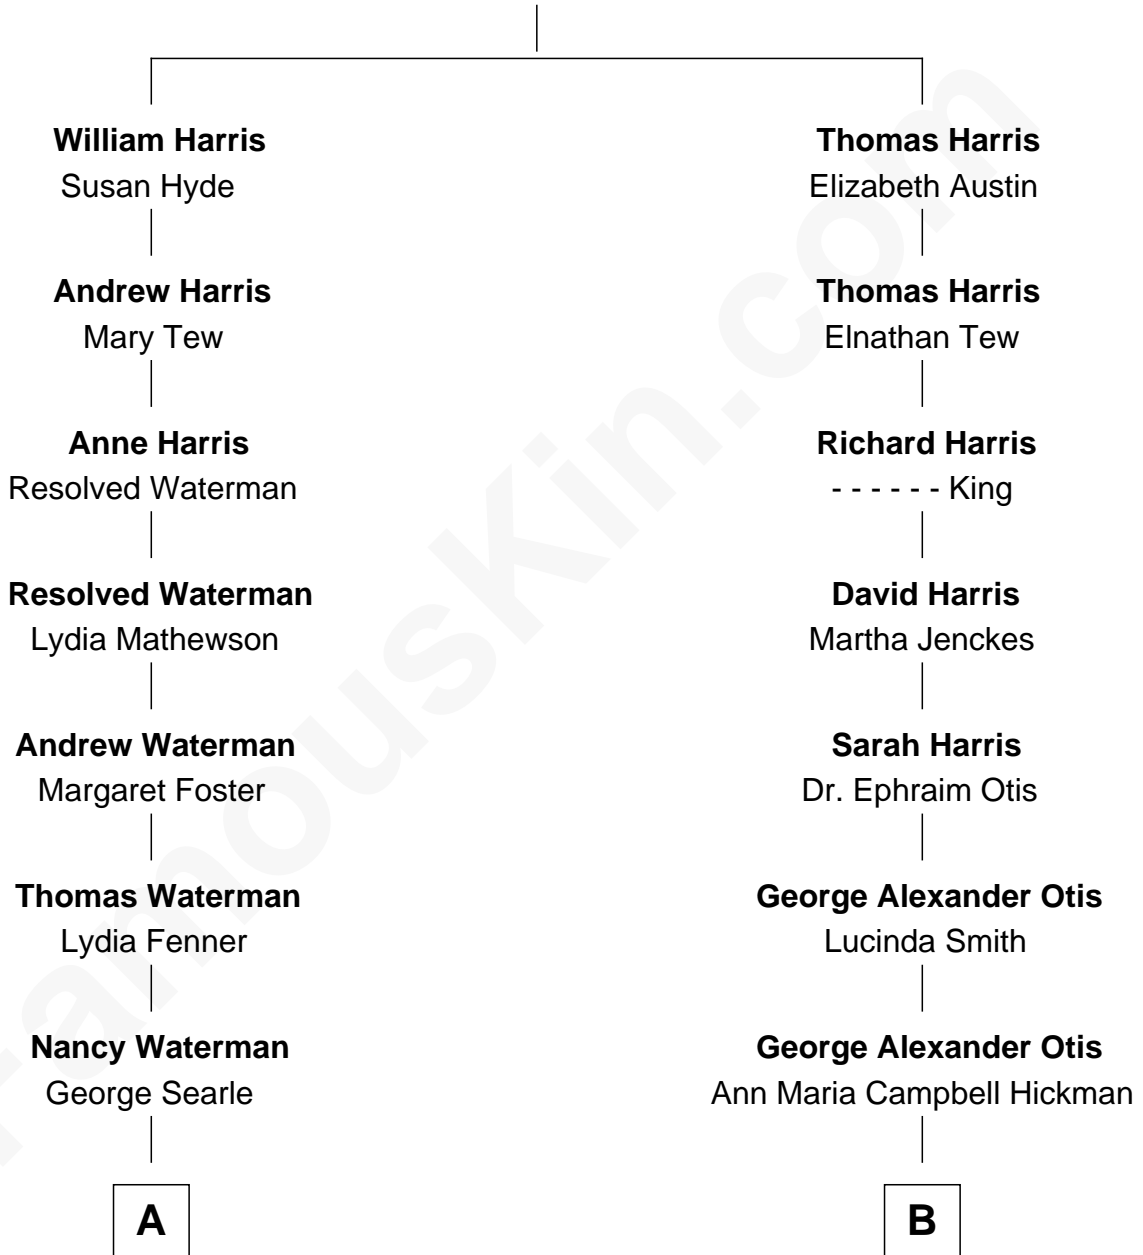 William Harris
Susan Hyde
Thomas Harris
Elizabeth Austin
Andrew Harris
Mary Tew
Thomas Harris
Elnathan Tew
Anne Harris
Resolved Waterman
Richard Harris
- - - - - - King
Resolved Waterman
Lydia Mathewson
David Harris
Martha Jenckes
Andrew Waterman
Margaret Foster
Sarah Harris
Dr. Ephraim Otis
Thomas Waterman
Lydia Fenner
George Alexander Otis
Lucinda Smith
Nancy Waterman
George Searle
George Alexander Otis
Ann Maria Campbell Hickman
A
B
FamousKin.com